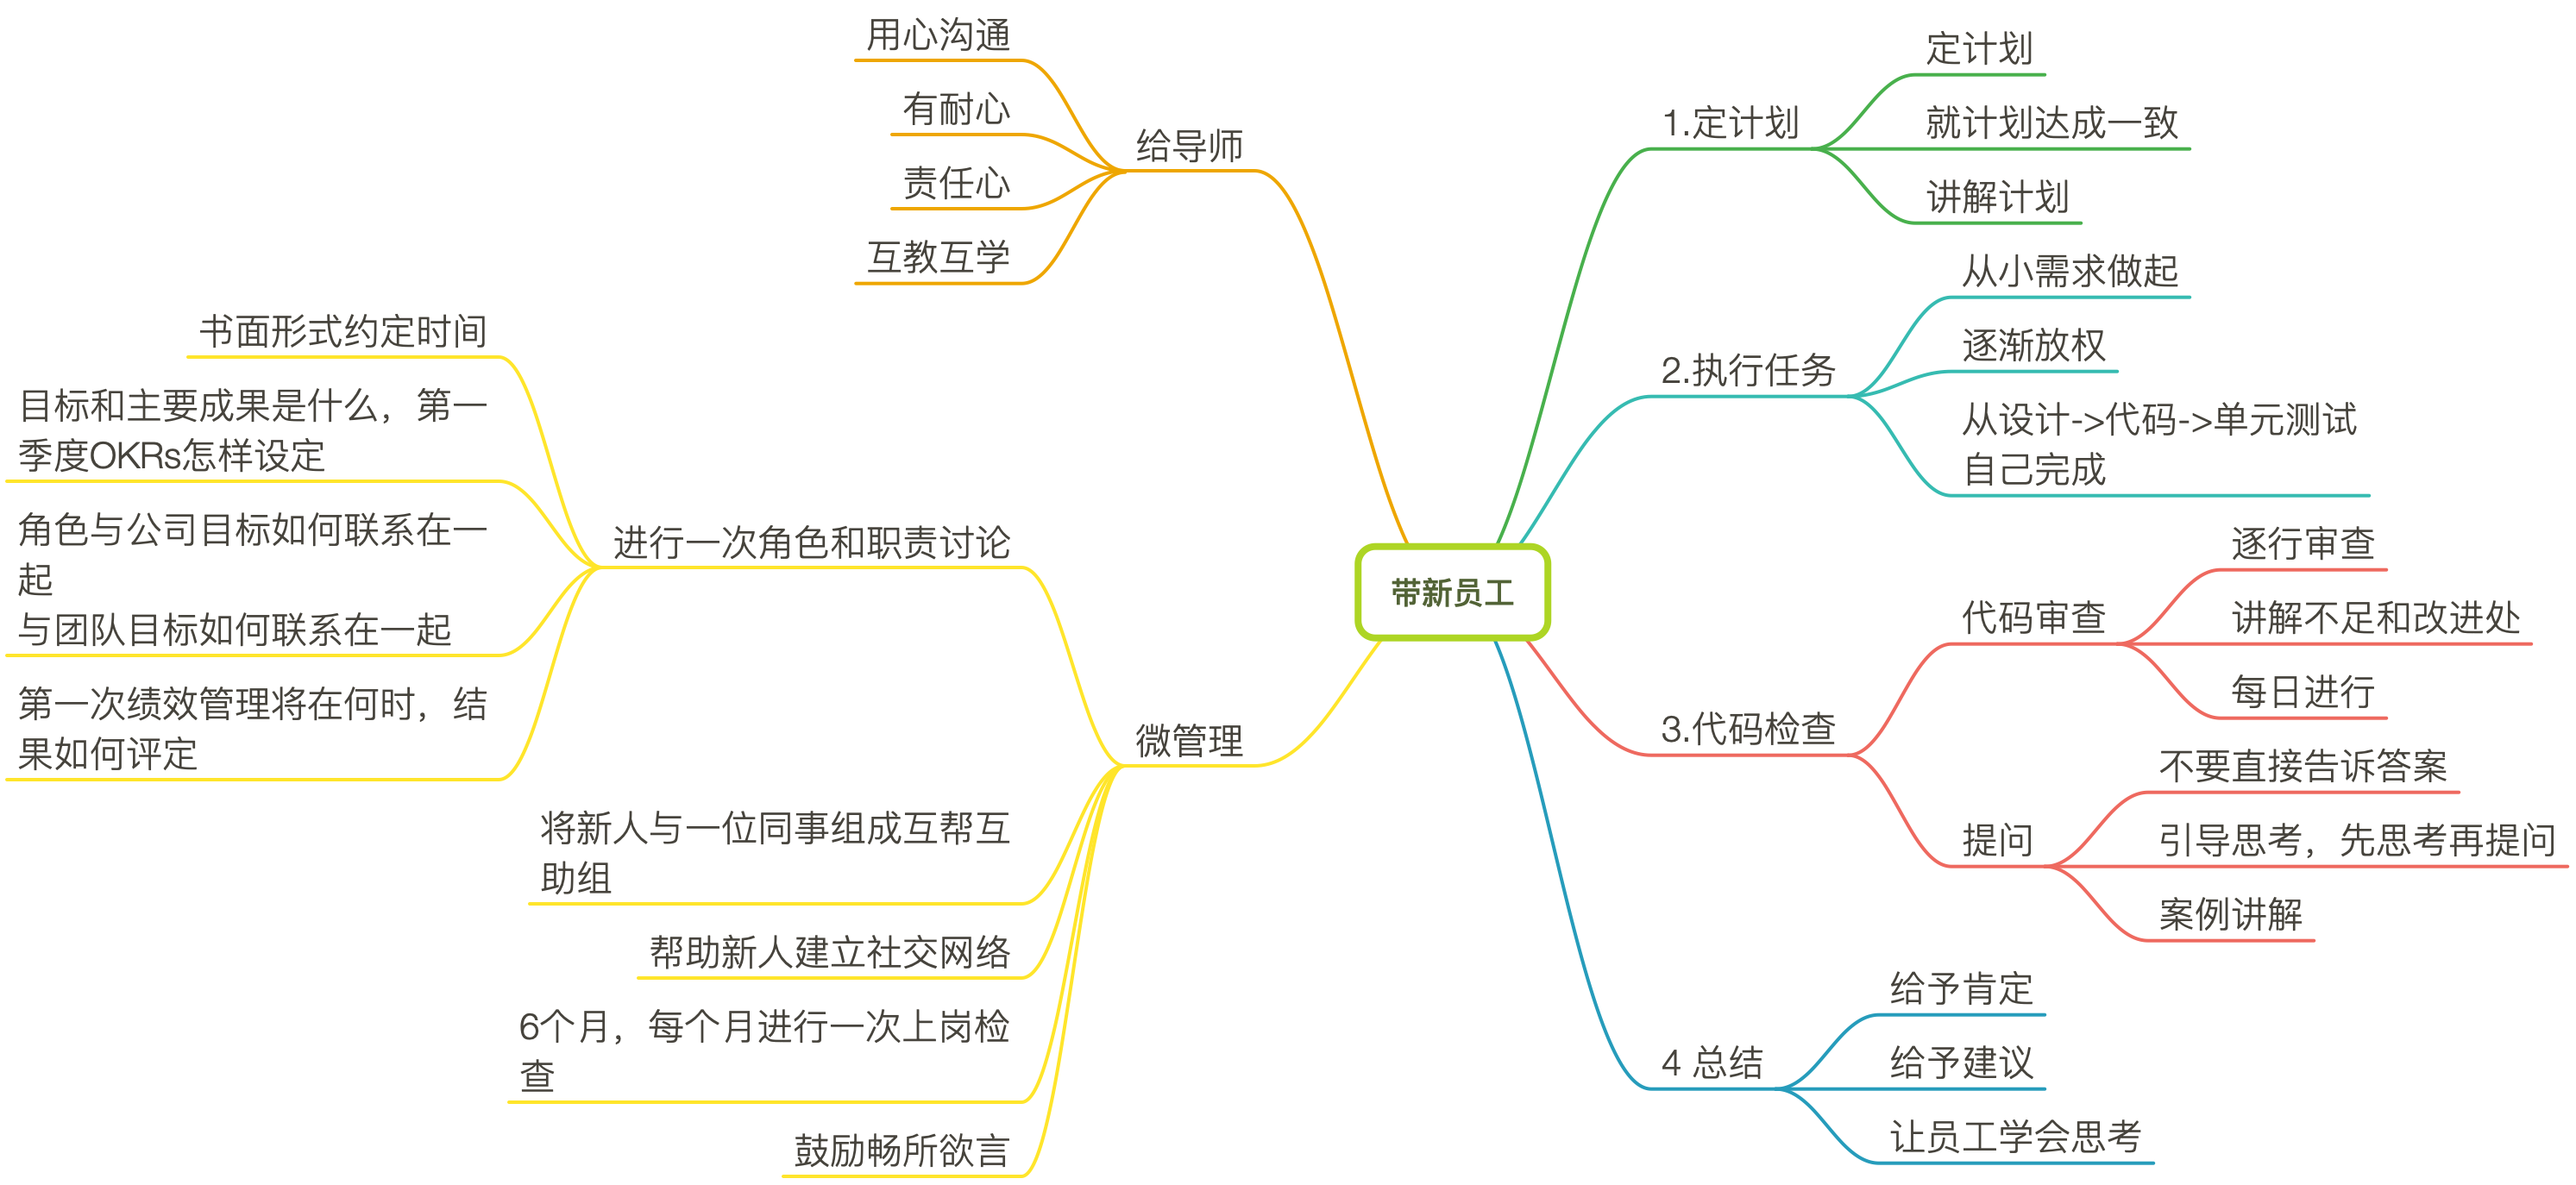 带新员工
1.定计划
定计划
就计划达成一致
讲解计划
2.执行任务
从小需求做起
逐渐放权
从设计->代码->单元测试
自己完成
3.代码检查
代码审查
逐行审查
讲解不足和改进处
每日进行
提问
不要直接告诉答案
引导思考，先思考再提问
案例讲解
4 总结
给予肯定
给予建议
让员工学会思考
给导师
用心沟通
有耐心
责任心
互教互学
微管理
进行一次角色和职责讨论
书面形式约定时间
目标和主要成果是什么，第一
季度OKRs怎样设定
角色与公司目标如何联系在一
起
与团队目标如何联系在一起
第一次绩效管理将在何时，结
果如何评定
将新人与一位同事组成互帮互
助组
帮助新人建立社交网络
6个月，每个月进行一次上岗检
查
鼓励畅所欲言